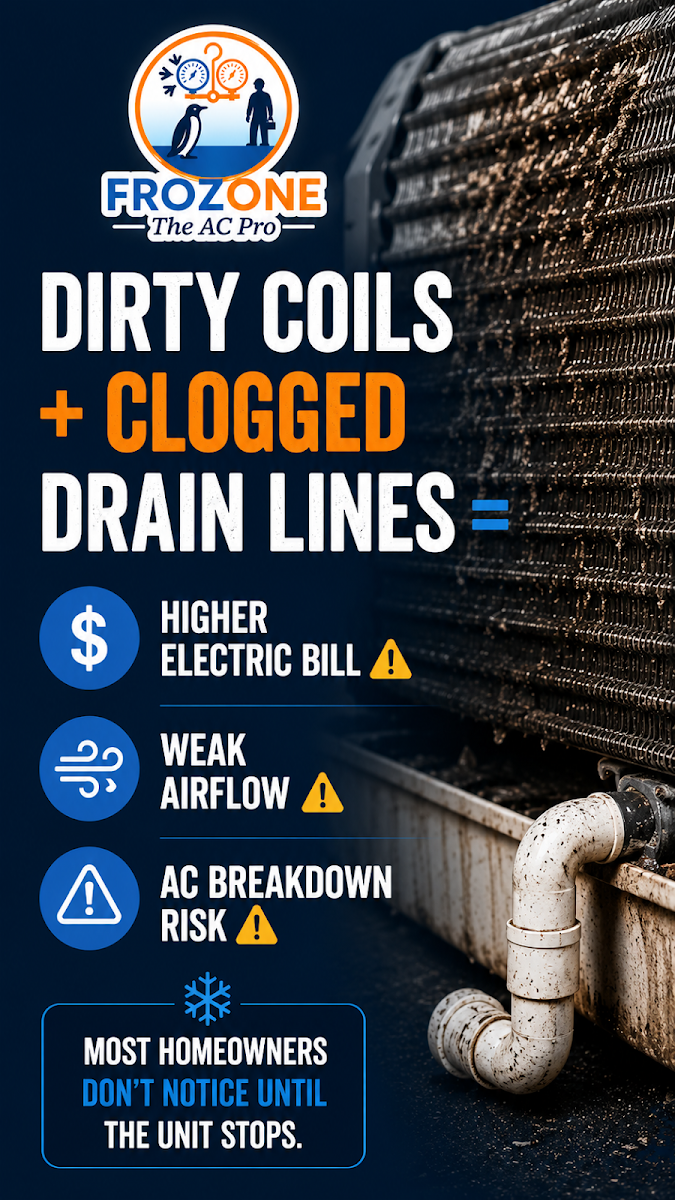 FROZONE
The AC Pro
DIRTY COILS
+ CLOGGED
DRAIN LINES =
$
HIGHER
ELECTRIC BILL
WEAK
AIRFLOW
AC BREAKDOWN
RISK
MOST HOMEOWNERS
DON'T NOTICE UNTIL
THE UNIT STOPS.